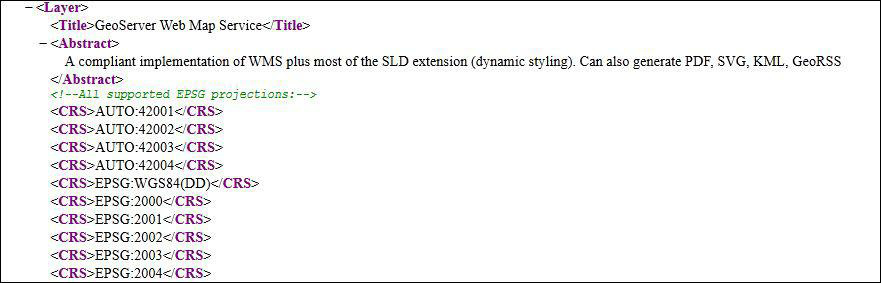 − <Layer>
<Title>GeoServer Web Map Service</Title>
− <Abstract>
A compliant implementation of WMS plus most of the SLD extension (dynamic styling). Can also generate PDF, SVG, KML, GeoRSS
</Abstract>
<!--All supported EPSG projections:-->
<CRS>AUTO:42001</CRS>
<CRS>AUTO:42002</CRS>
<CRS>AUTO:42003</CRS>
<CRS>AUTO:42004</CRS>
<CRS>EPSG:WGS84(DD)</CRS>
<CRS>EPSG:2000</CRS>
<CRS>EPSG:2001</CRS>
<CRS>EPSG:2002</CRS>
<CRS>EPSG:2003</CRS>
<CRS>EPSG:2004</CRS>